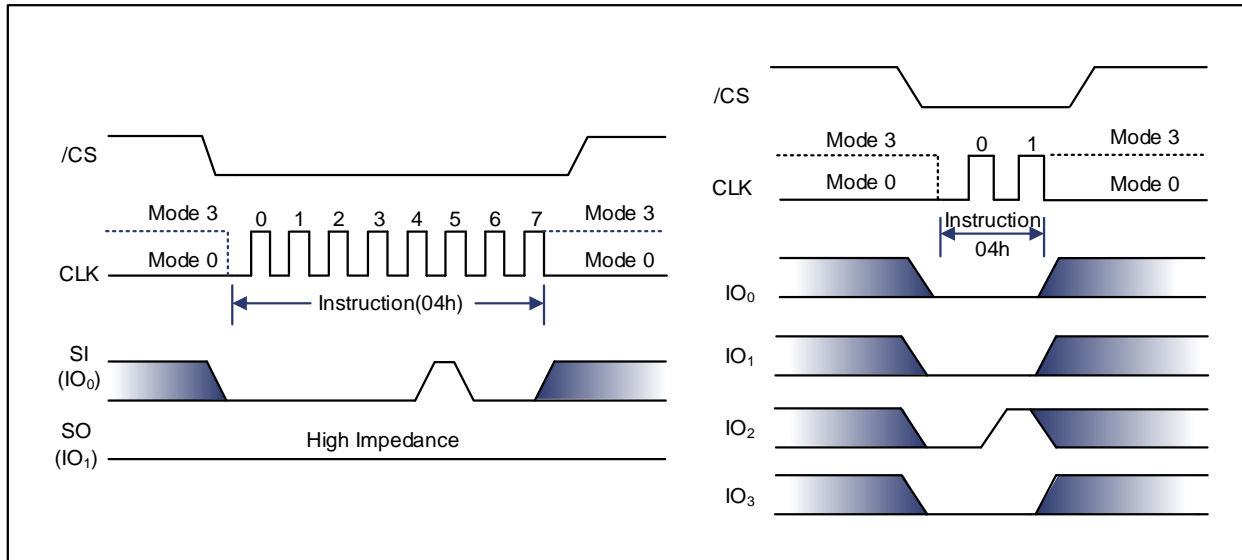 /CS
Mode 3
0 1 2 3 4 5 6 7
Mode 3
CLK
Mode 0
Mode 0
Instruction(04h)
SI
(IO₀)
SO
(IO₁)
High Impedance
/CS
Mode 3
0 1
Mode 3
CLK
Mode 0
Mode 0
Instruction
04h
IO₀
IO₁
IO₂
IO₃